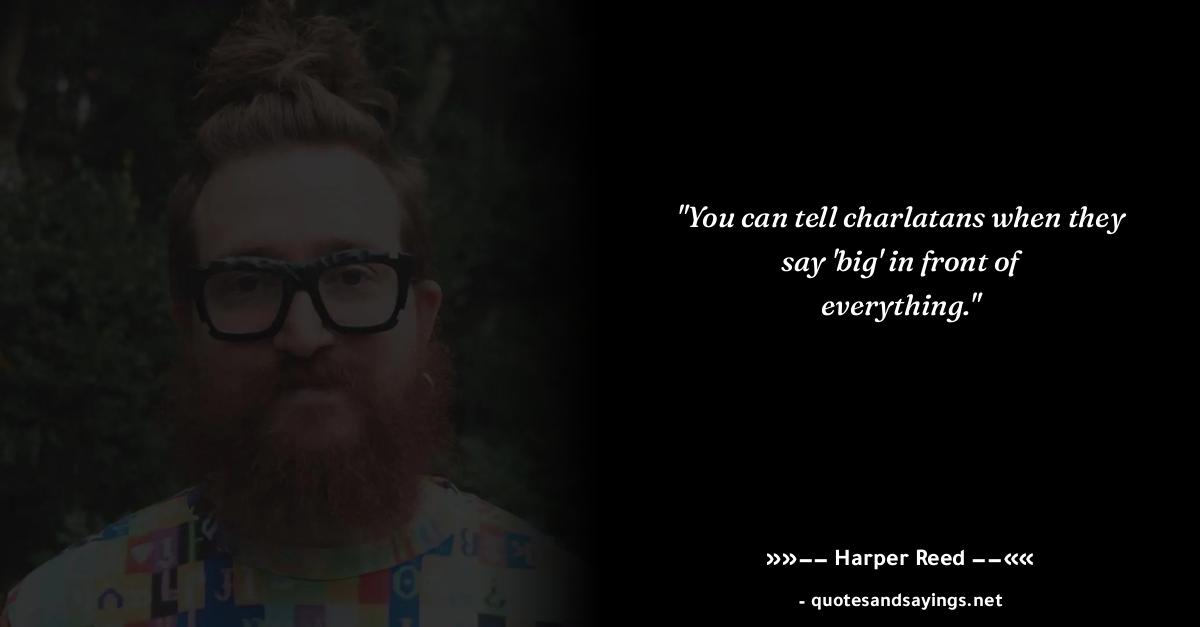 "You can tell charlatans when they
say 'big' in front of
everything."
»»−− Harper Reed −−««
- quotesandsayings.net